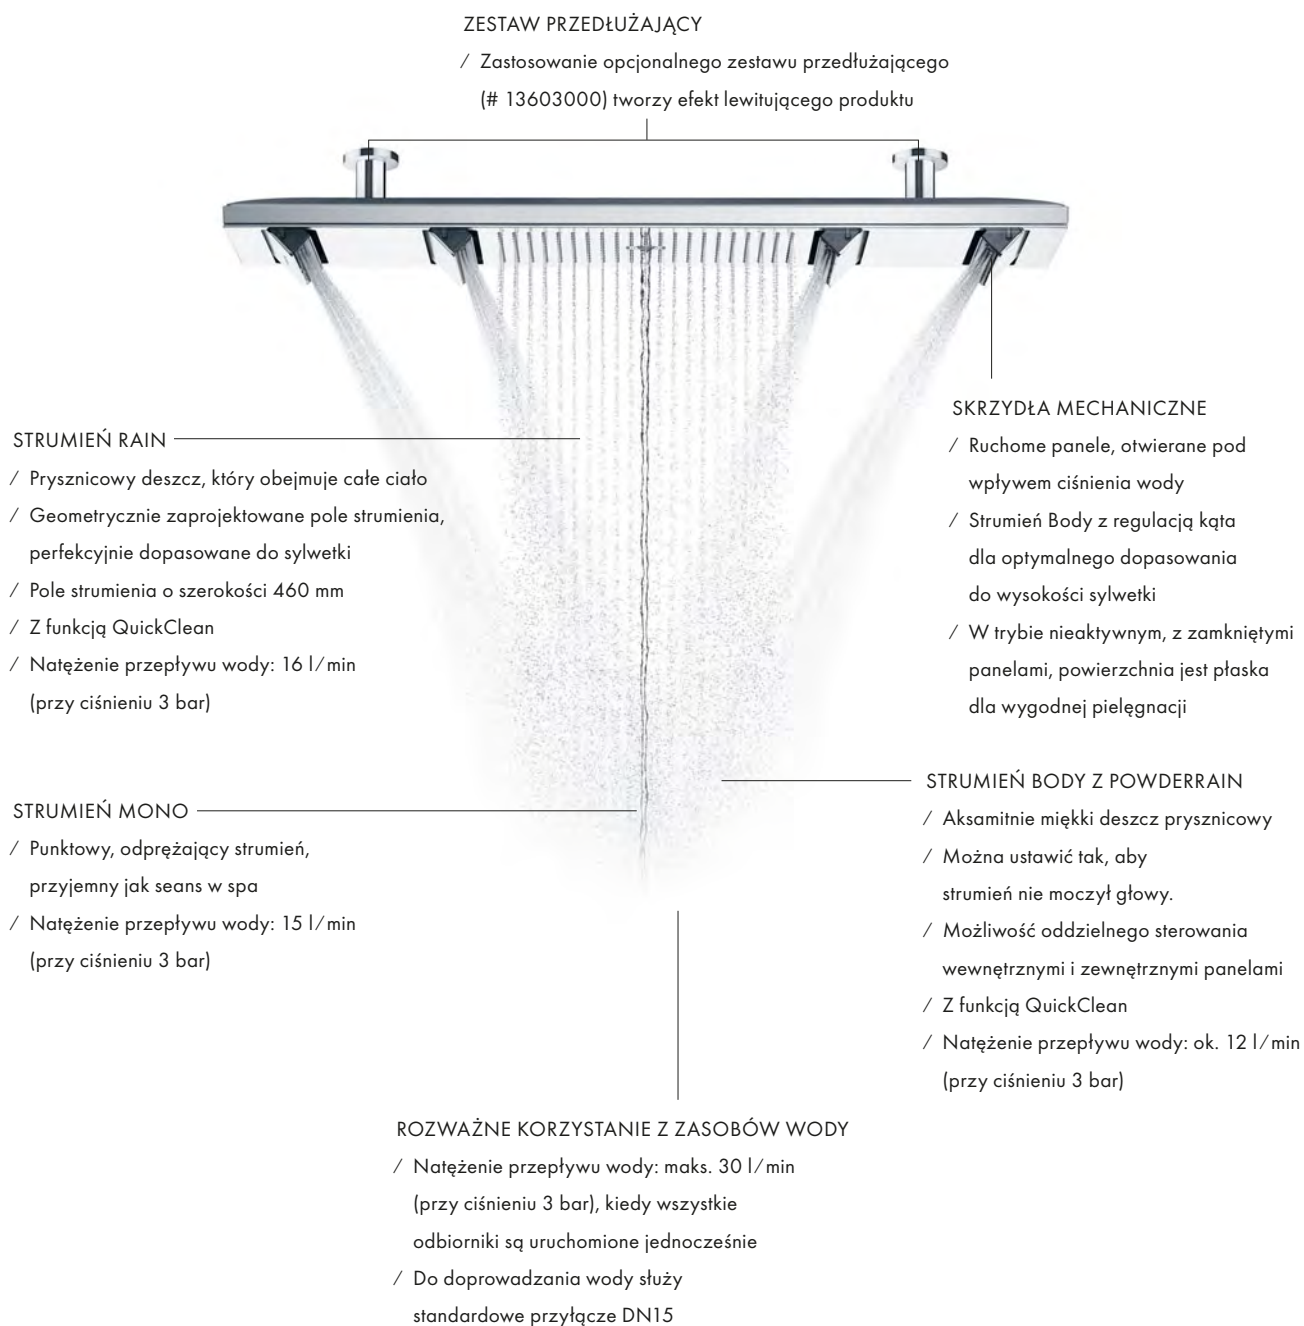 ZESTAW PRZEDŁUŻAJĄCY
/ Zastosowanie opcjonalnego zestawu przedłużającego
(# 13603000) tworzy efekt lewitującego produktu
STRUMIEŃ RAIN
/ Prysznicowy deszcz, który obejmuje całe ciało
/ Geometrycznie zaprojektowane pole strumienia,
perfekcyjnie dopasowane do sylwetki
/ Pole strumienia o szerokości 460 mm
/ Z funkcją QuickClean
/ Natężenie przepływu wody: 16 l/min
(przy ciśnieniu 3 bar)
STRUMIEŃ MONO
/ Punktowy, odprężający strumień,
przyjemny jak seans w spa
/ Natężenie przepływu wody: 15 l/min
(przy ciśnieniu 3 bar)
SKRZYDŁA MECHANICZNE
/ Ruchome panele, otwierane pod
wpływem ciśnienia wody
/ Strumień Body z regulacją kąta
dla optymalnego dopasowania
do wysokości sylwetki
/ W trybie nieaktywnym, z zamkniętymi
panelami, powierzchnia jest płaska
dla wygodnej pielęgnacji
STRUMIEŃ BODY Z POWDERRAIN
/ Aksamitnie miękki deszcz prysznicowy
/ Można ustawić tak, aby
strumień nie moczył głowy.
/ Możliwość oddzielnego sterowania
wewnętrznymi i zewnętrznymi panelami
/ Z funkcją QuickClean
/ Natężenie przepływu wody: ok. 12 l/min
(przy ciśnieniu 3 bar)
ROZWAŻNE KORZYSTANIE Z ZASOBÓW WODY
/ Natężenie przepływu wody: maks. 30 l/min
(przy ciśnieniu 3 bar), kiedy wszystkie
odbiorniki są uruchomione jednocześnie
/ Do doprowadzania wody służy
standardowe przyłącze DN15